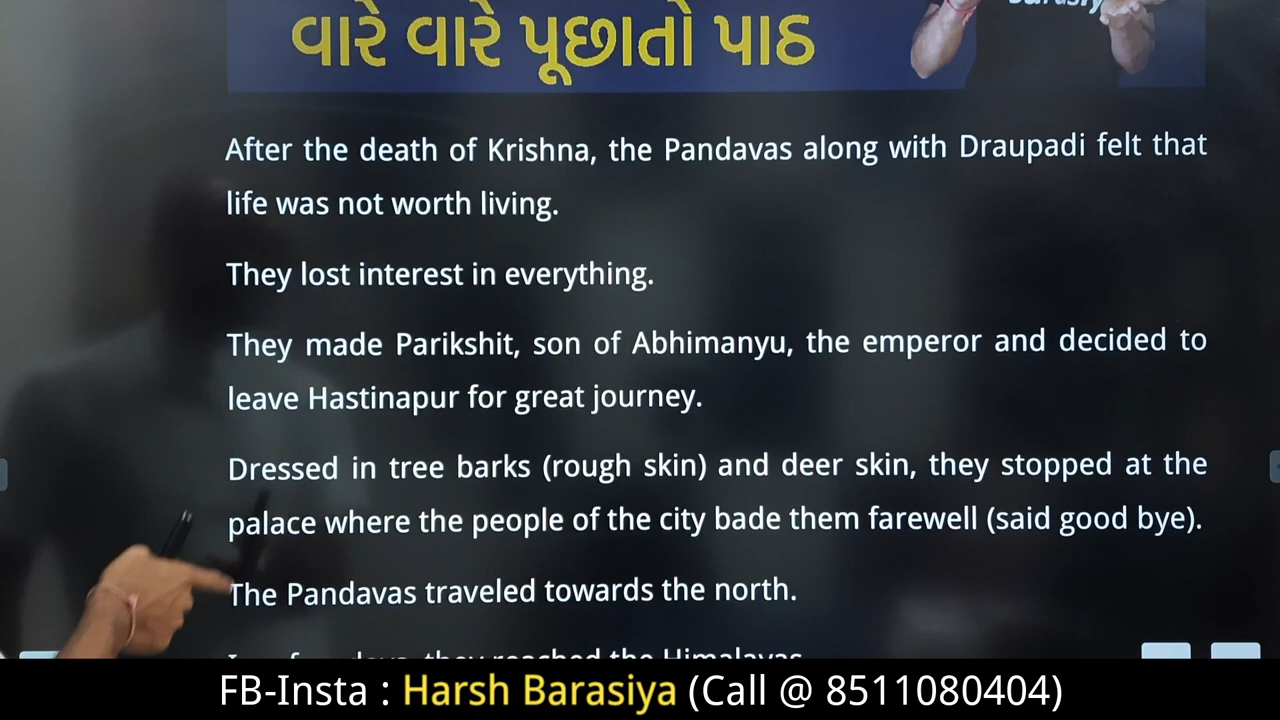 વારે વારે પૂછાતો પાઠ
After the death of Krishna, the Pandavas along with Draupadi felt that
life was not worth living.
They lost interest in everything.
They made Parikshit, son of Abhimanyu, the emperor and decided to
leave Hastinapur for great journey.
Dressed in tree barks (rough skin) and deer skin, they stopped at the
palace where the people of the city bade them farewell (said good bye).
The Pandavas traveled towards the north.
they reached the Himalayas
FB-Insta : Harsh Barasiya (Call @ 8511080404)